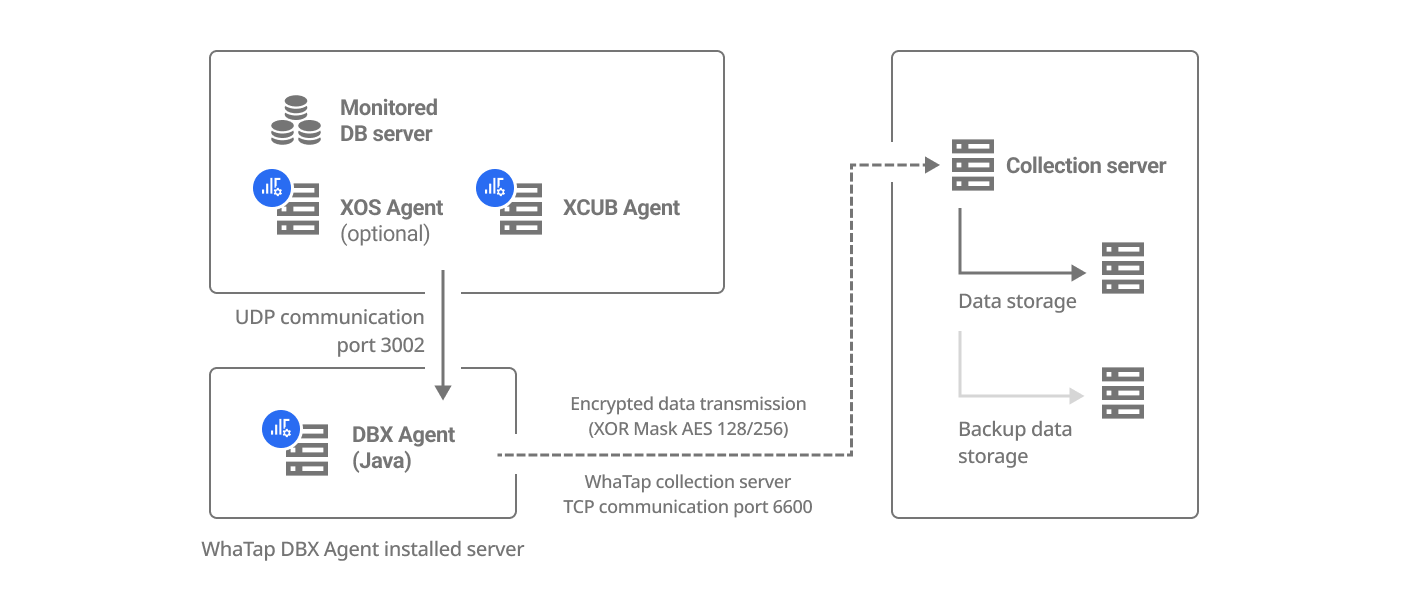 Monitored
DB server
XOS Agent
(optional)
XCUB Agent
UDP communication
port 3002
DBX Agent
(Java)
WhaTap DBX Agent installed server
Encrypted data transmission
(XOR Mask AES 128/256)
WhaTap collection server
TCP communication port 6600
Collection server
Data storage
Backup data
storage